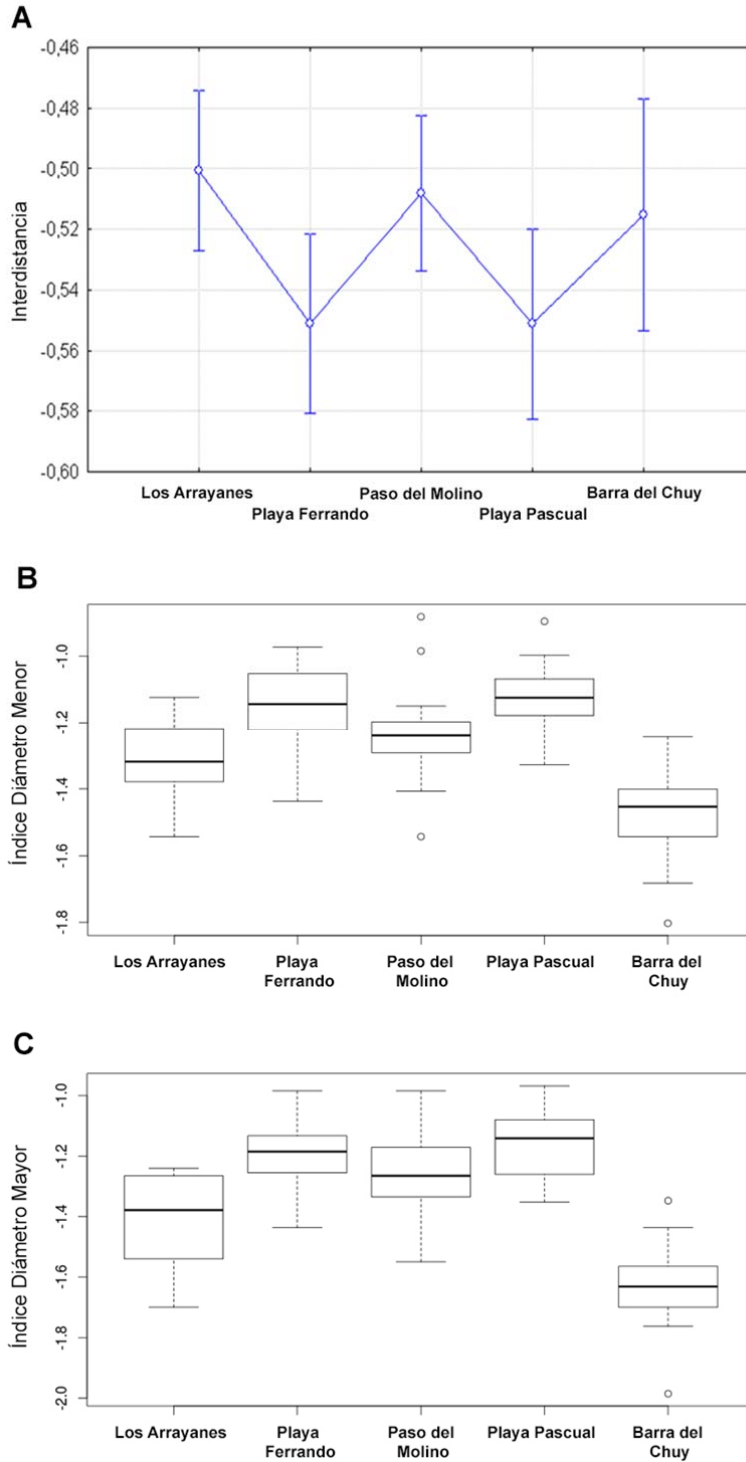 A
-0,46
-0,48
-0,50
-0,52
-0,54
-0,56
-0,58
-0,60
Interdistancia
Los Arrayanes
Paso del Molino
Barra del Chuy
Playa Ferrando
Playa Pascual
B
-1.0
-1.2
-1.4
-1.6
-1.8
Índice Diámetro Menor
Los Arrayanes
Playa
Ferrando
Paso del
Molino
Playa Pascual
Barra del
Chuy
C
-1.0
-1.2
-1.4
-1.6
-1.8
-2.0
Índice Diámetro Mayor
Los Arrayanes
Playa
Ferrando
Paso del
Molino
Playa Pascual
Barra del
Chuy